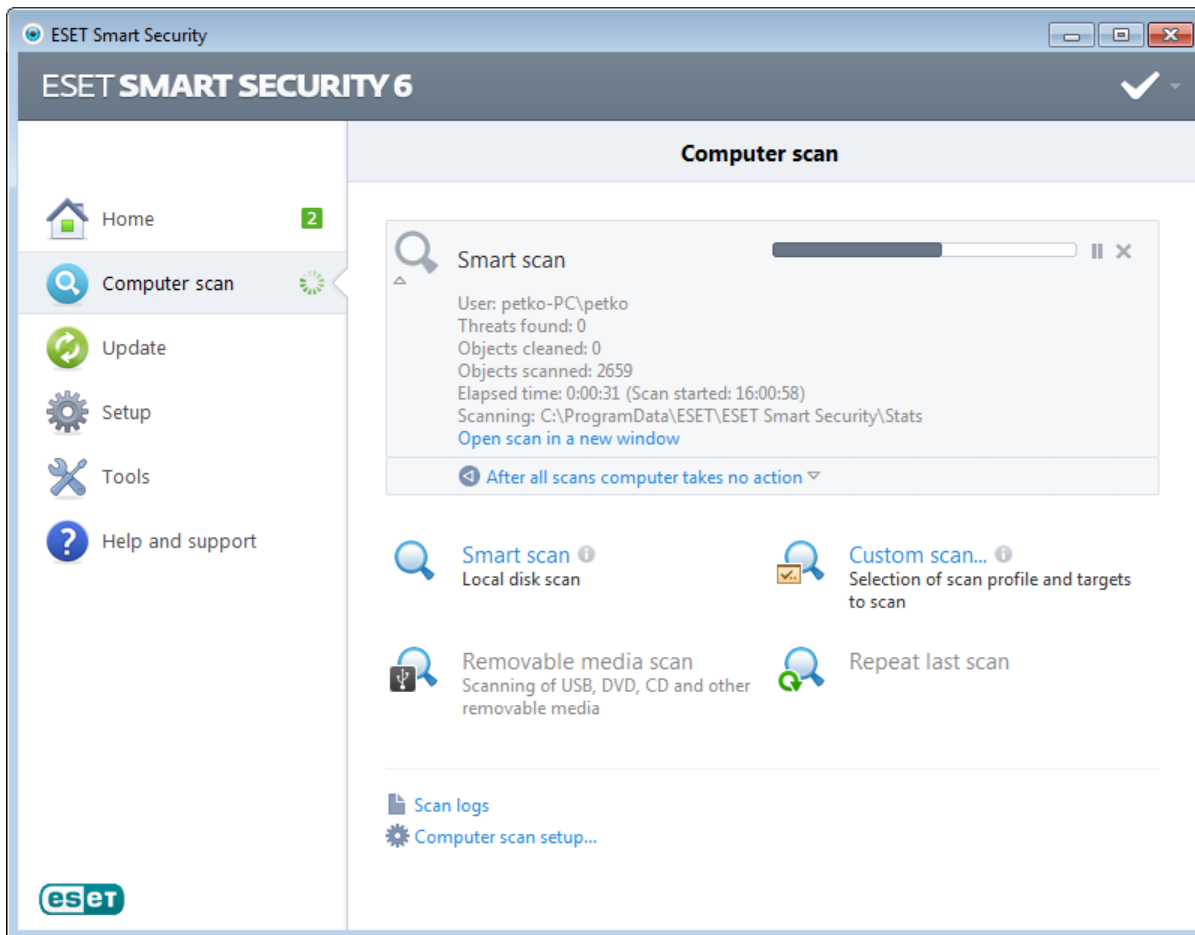 ESET Smart Security
ESET SMART SECURITY 6
Computer scan
Home 2
Computer scan
Update
Setup
Tools
Help and support
Smart scan
User: petko-PC\petko
Threats found: 0
Objects cleaned: 0
Objects scanned: 2659
Elapsed time: 0:00:31 (Scan started: 16:00:58)
Scanning: C:\ProgramData\ESET\ESET Smart Security\Stats
Open scan in a new window
After all scans computer takes no action
Smart scan
Local disk scan
Custom scan...
Selection of scan profile and targets
to scan
Removable media scan
Scanning of USB, DVD, CD and other
removable media
Repeat last scan
Scan logs
Computer scan setup...
eseT